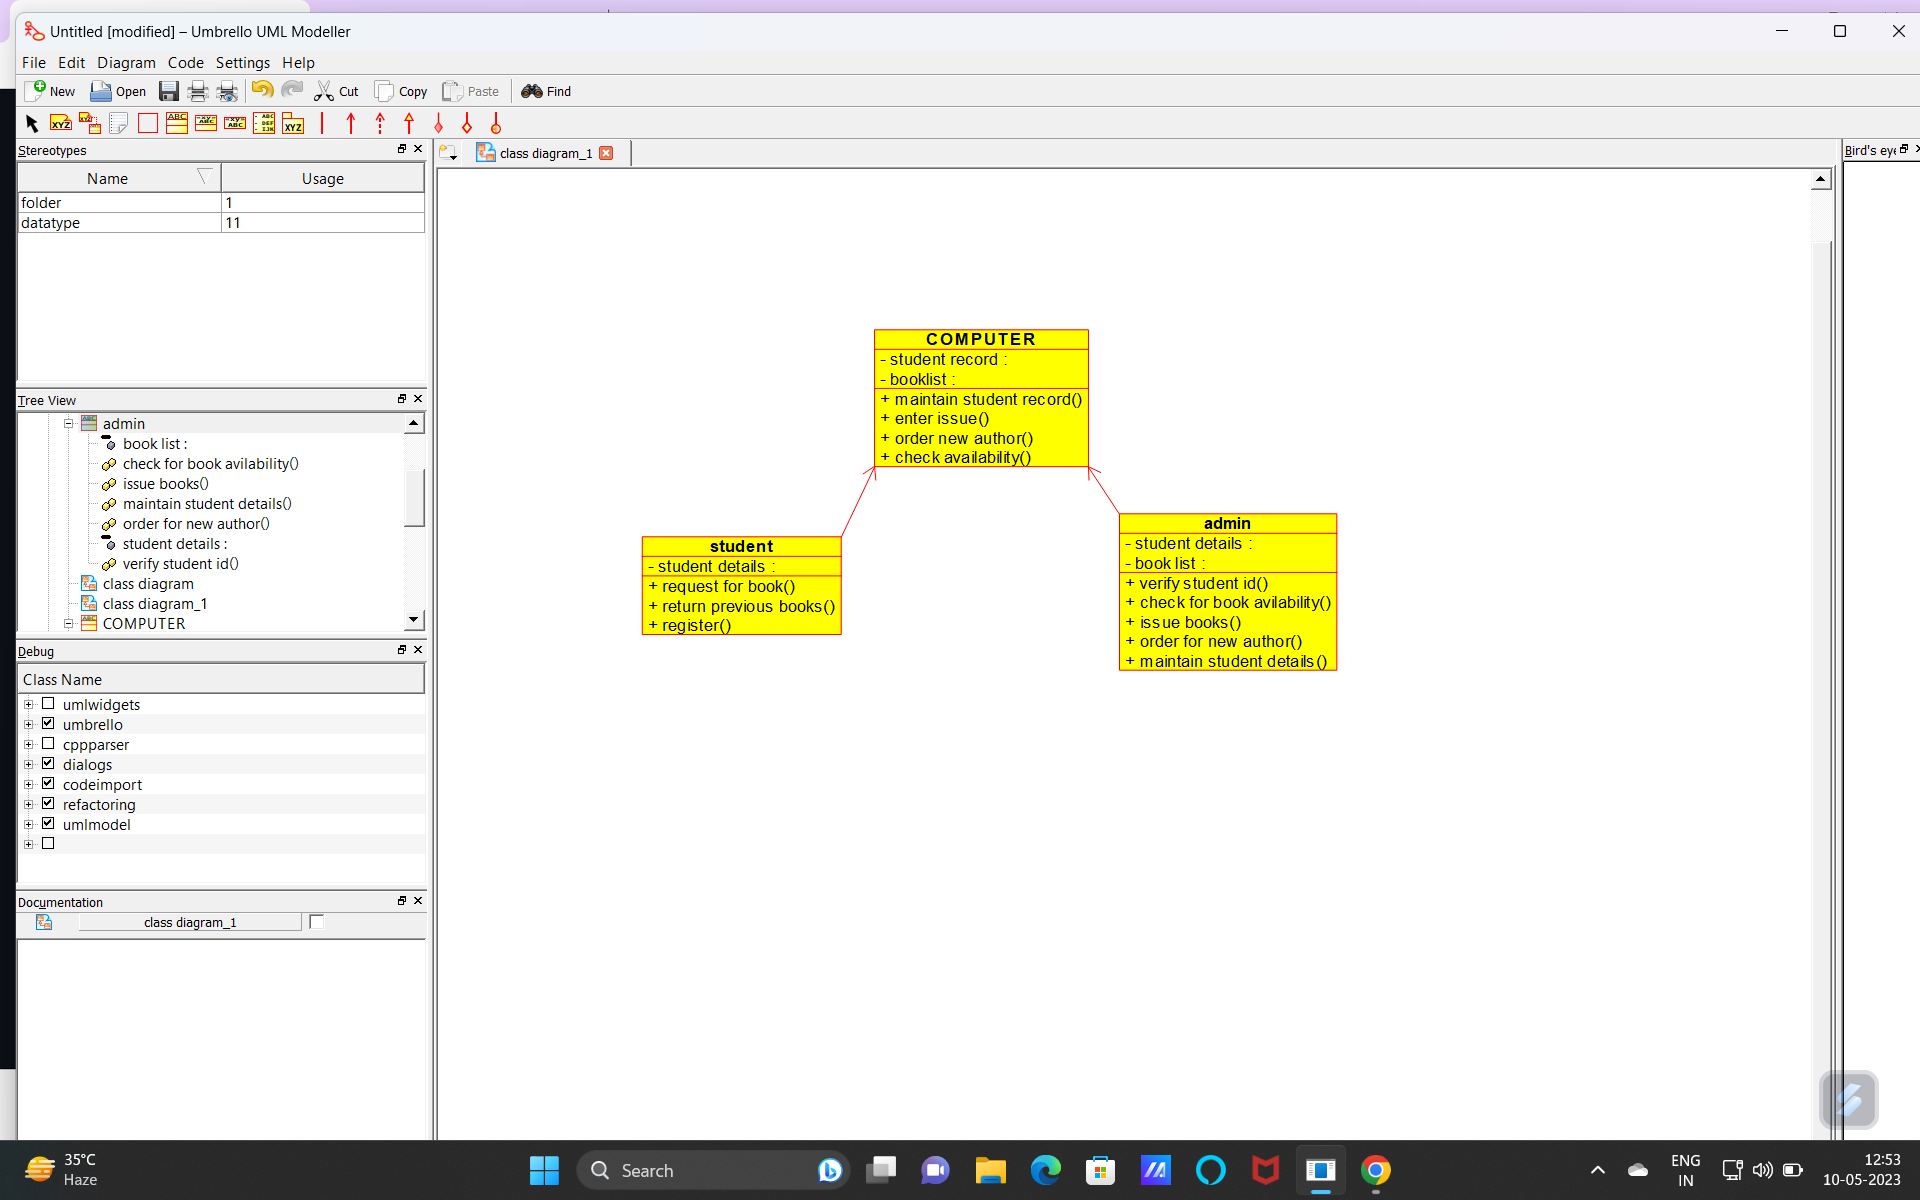 Untitled [modified] – Umbrello UML Modeller
File Edit Diagram Code Settings Help
New Open Cut Copy Paste Find
Stereotypes
Name Usage
folder 1
datatype 11
Tree View
admin
book list :
check for book avilability()
issue books()
maintain student details()
order for new author()
student details :
verify student id()
class diagram
class diagram_1
COMPUTER
Debug
Class Name
umlwidgets
umbrello
cppparser
dialogs
codeimport
refactoring
umlmodel
Documentation
class diagram_1
class diagram_1
Bird's eye
COMPUTER
- student record :
- booklist :
+ maintain student record()
+ enter issue()
+ order new author()
+ check availability()
student
- student details :
+ request for book()
+ return previous books()
+ register()
admin
- student details :
- book list :
+ verify student id()
+ check for book avilability()
+ issue books()
+ order for new author()
+ maintain student details()
35°C
Haze
Search
ENG
IN
12:53
10-05-2023